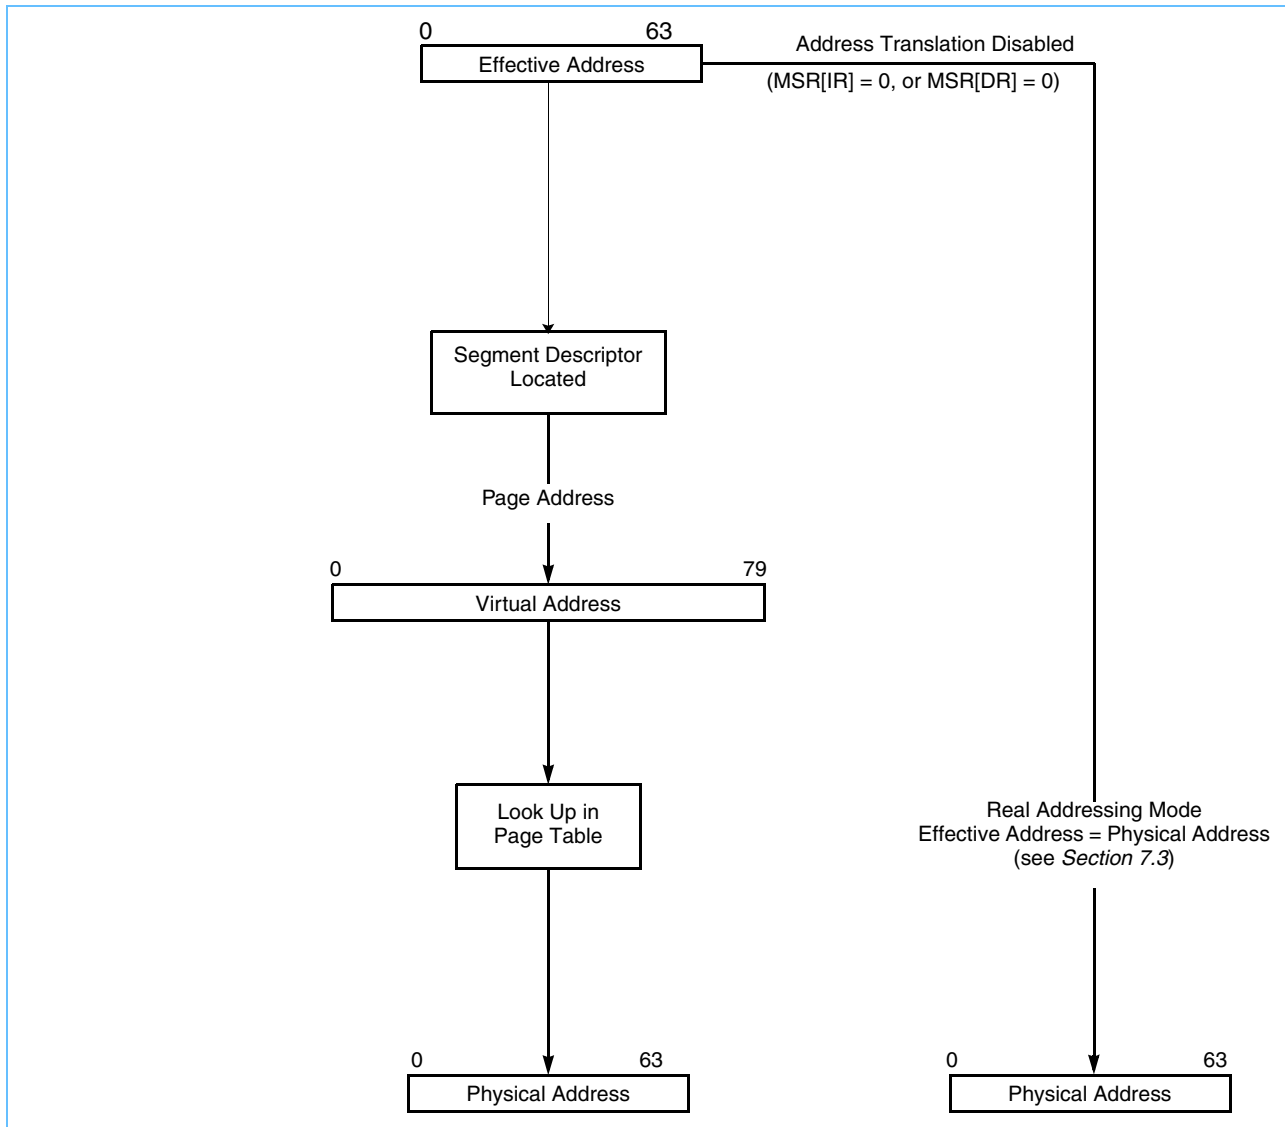 0 63
Effective Address
Address Translation Disabled
(MSR[IR] = 0, or MSR[DR] = 0)
Segment Descriptor
Located
Page Address
0 79
Virtual Address
Look Up in
Page Table
Real Addressing Mode
Effective Address = Physical Address
(see Section 7.3)
0 63
Physical Address
0 63
Physical Address